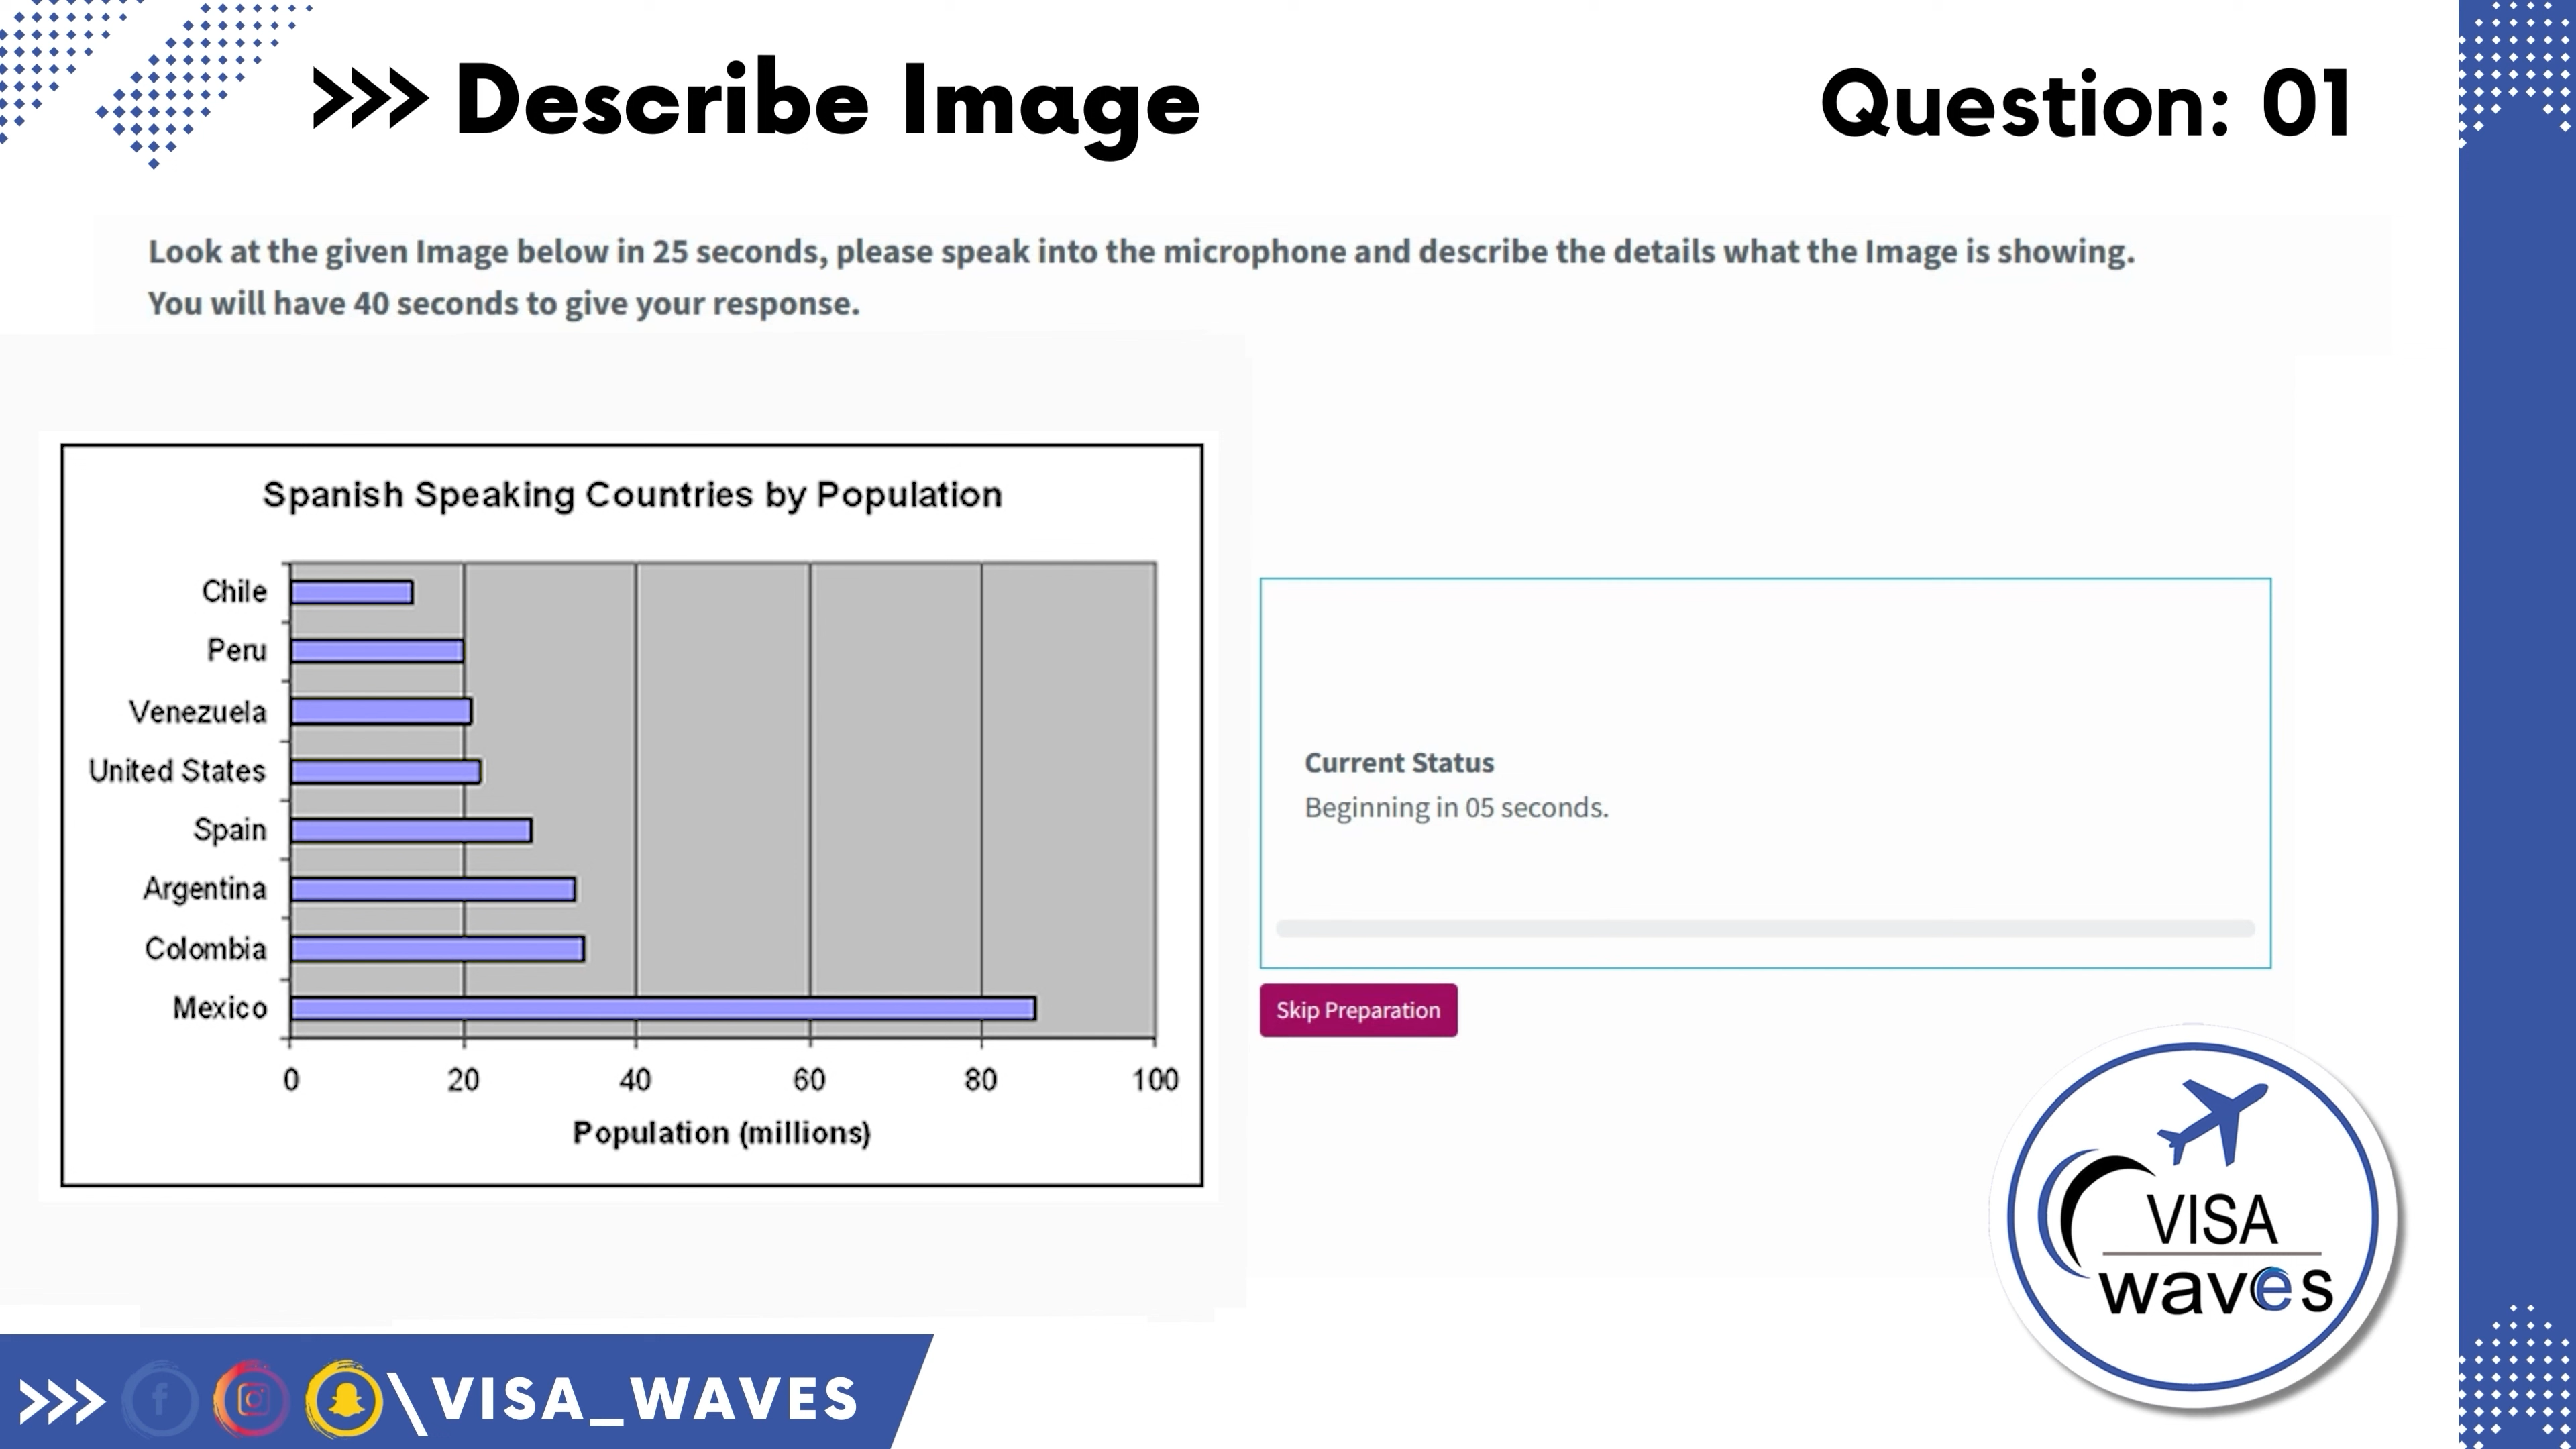 >>> Describe Image
Question: 01
Look at the given Image below in 25 seconds, please speak into the microphone and describe the details what the Image is showing.
You will have 40 seconds to give your response.
Spanish Speaking Countries by Population
Chile
Peru
Venezuela
United States
Spain
Argentina
Colombia
Mexico
0 20 40 60 80 100
Population (millions)
Current Status
Beginning in 05 seconds.
Skip Preparation
VISA
waves
>>> \VISA_WAVES